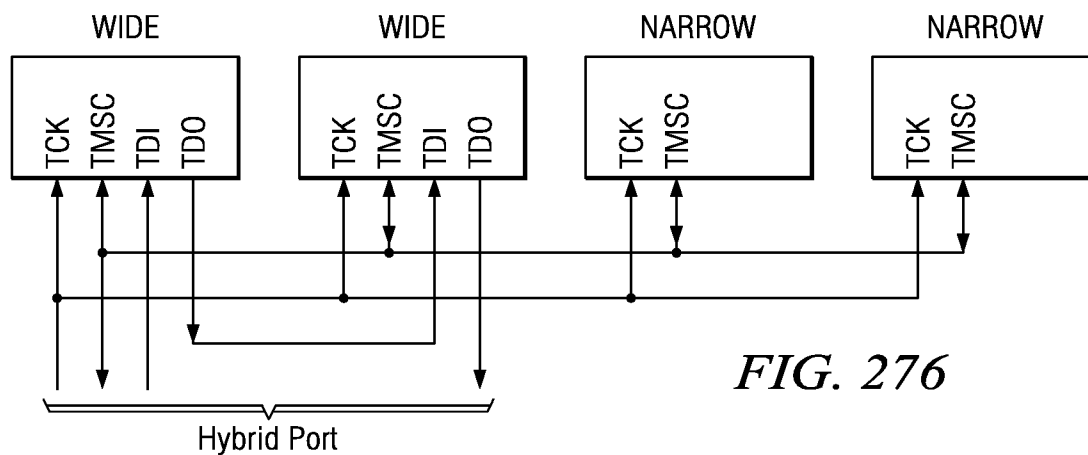 WIDE
WIDE
NARROW
NARROW
TCK TMSC TDI TDO
TCK TMSC TDI TDO
TCK TMSC
TCK TMSC
Hybrid Port
FIG. 276